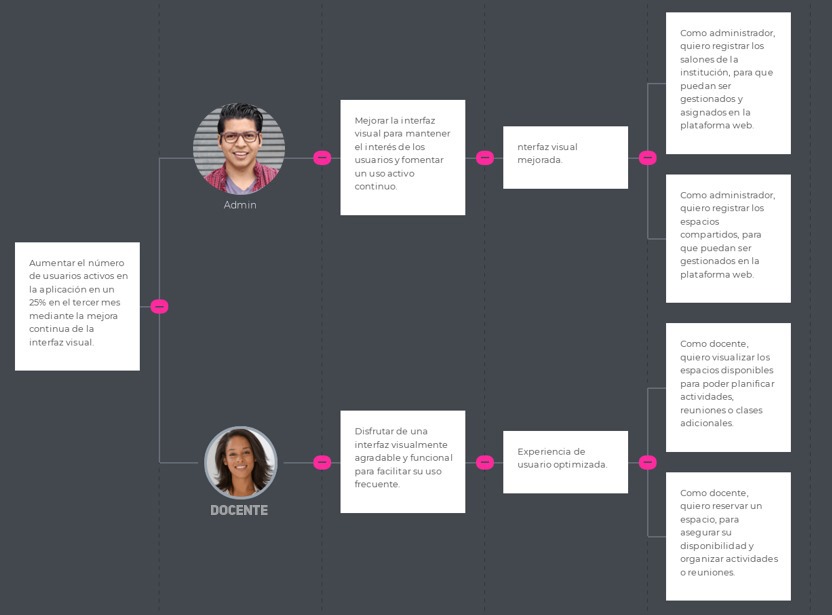 Aumentar el número
de usuarios activos en
la aplicación en un
25% en el tercer mes
mediante la mejora
continua de la
interfaz visual.
Admin
Mejorar la interfaz
visual para mantener
el interés de los
usuarios y fomentar
un uso activo
continuo.
nterfaz visual
mejorada.
Como administrador,
quiero registrar los
salones de la
institución, para que
puedan ser
gestionados y
asignados en la
plataforma web.
Como administrador,
quiero registrar los
espacios
compartidos, para
que puedan ser
gestionados en la
plataforma web.
DOCENTE
Disfrutar de una
interfaz visualmente
agradable y funcional
para facilitar su uso
frecuente.
Experiencia de
usuario optimizada.
Como docente,
quiero visualizar los
espacios disponibles
para poder planificar
actividades,
reuniones o clases
adicionales.
Como docente,
quiero reservar un
espacio, para
asegurar su
disponibilidad y
organizar actividades
o reuniones.